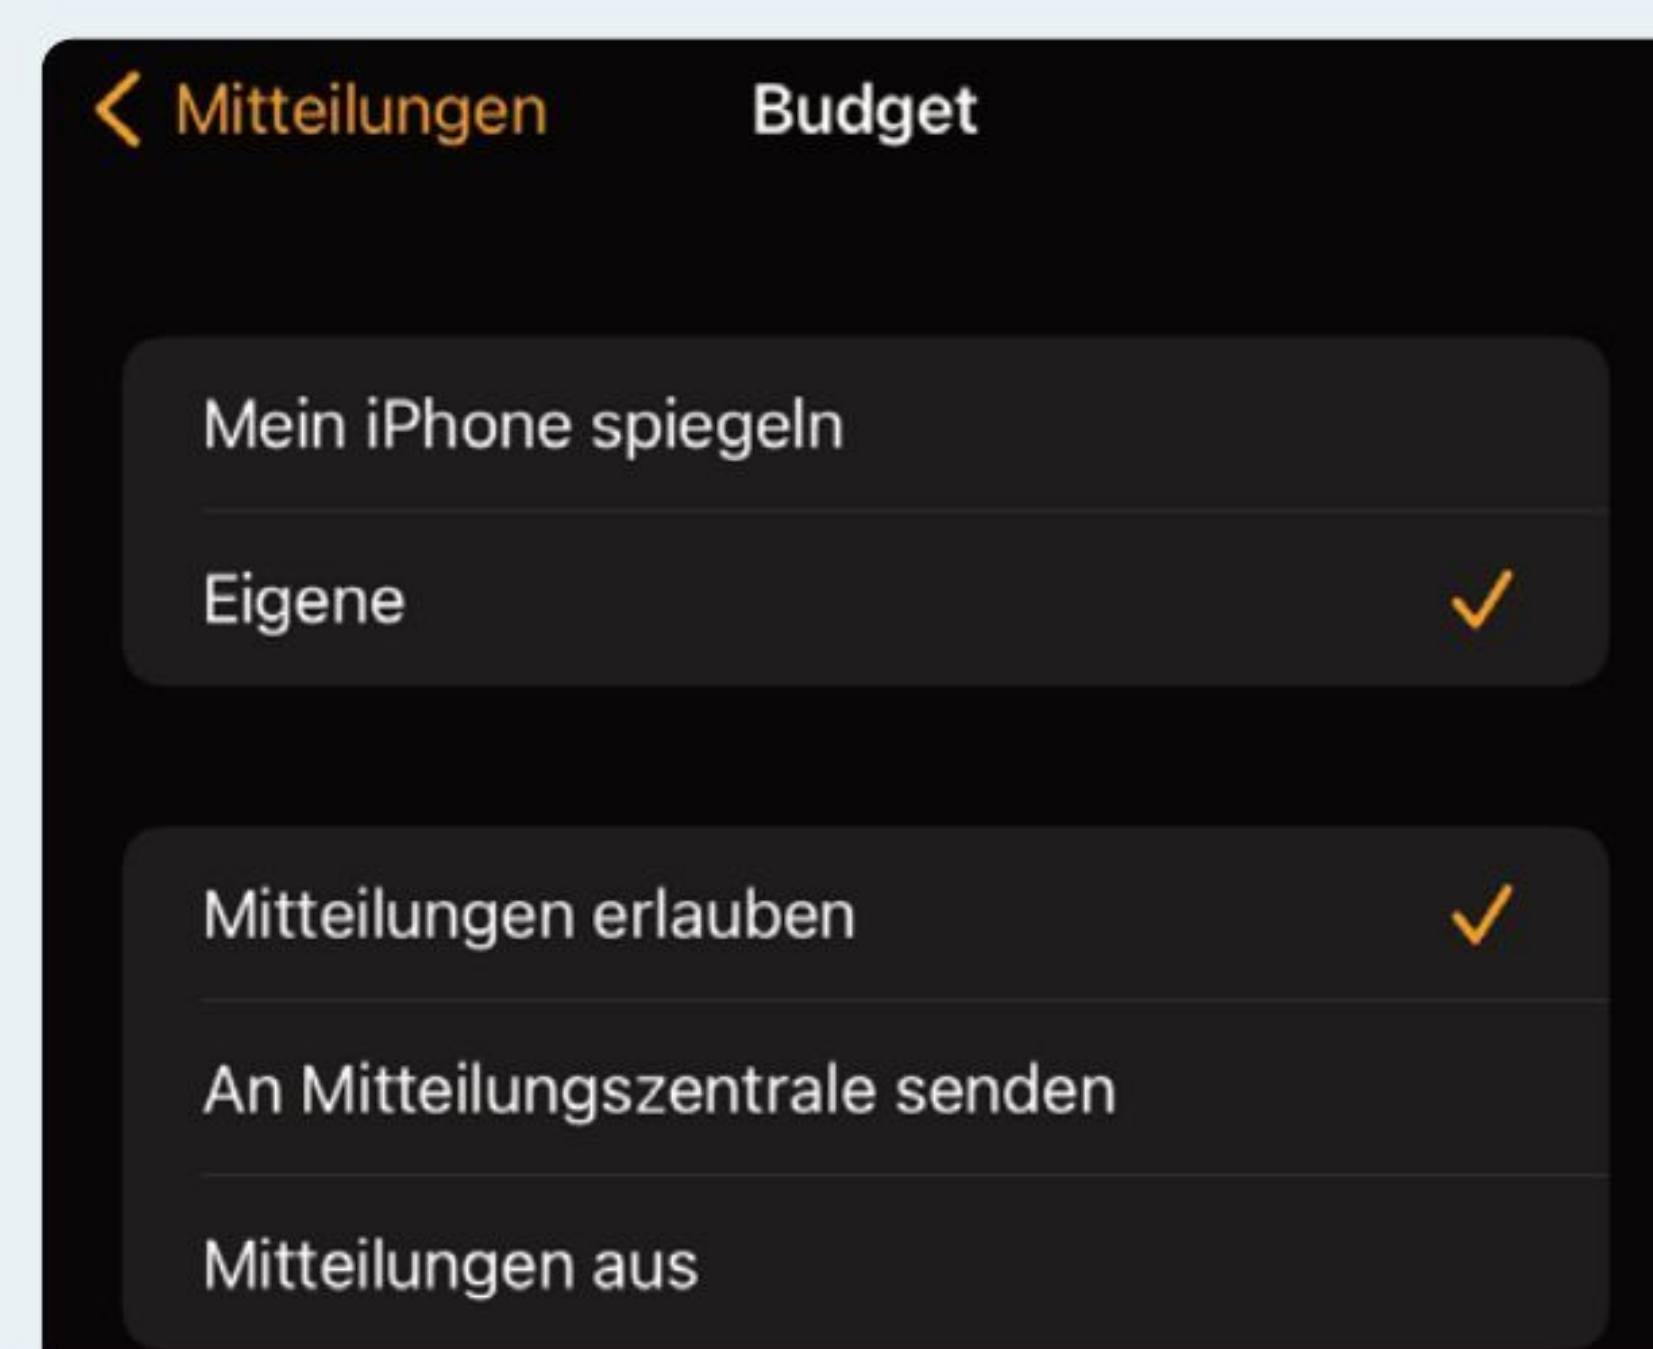 Mitteilungen Budget
Mein iPhone spiegeln
Eigene
Mitteilungen erlauben
An Mitteilungszentrale senden
Mitteilungen aus